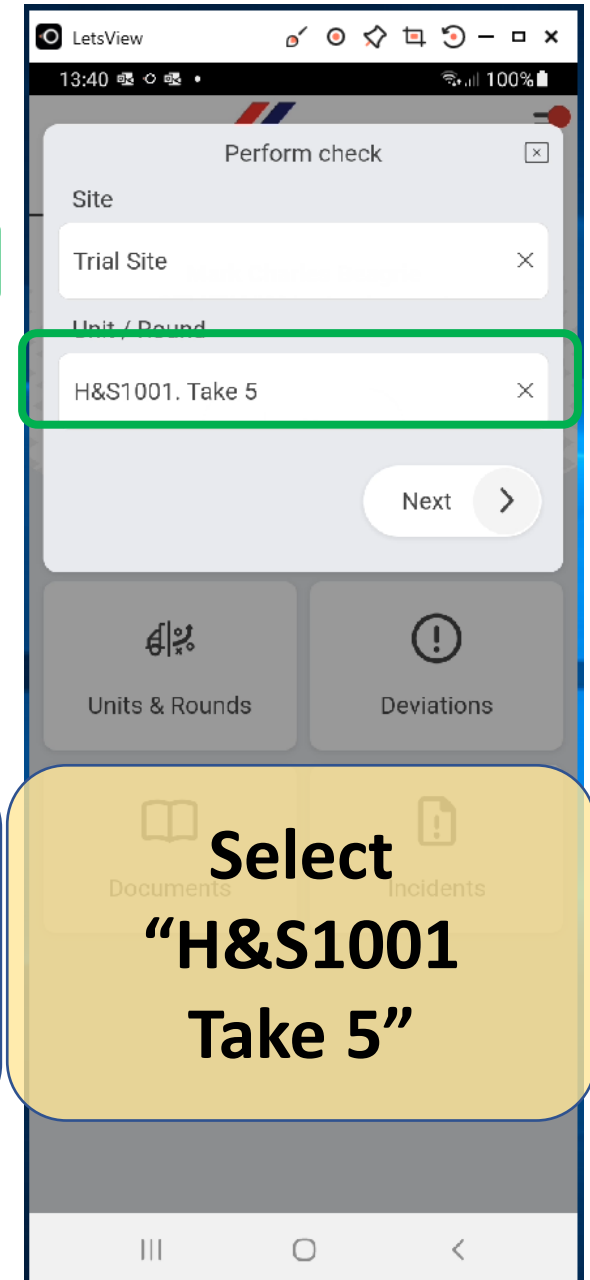 LetsView
13:40 100%
Perform check
Site
Trial Site
Unit / Round
H&S1001. Take 5
Next
Units & Rounds
Deviations
Documents
Incidents
Select
“H&S1001
Take 5”